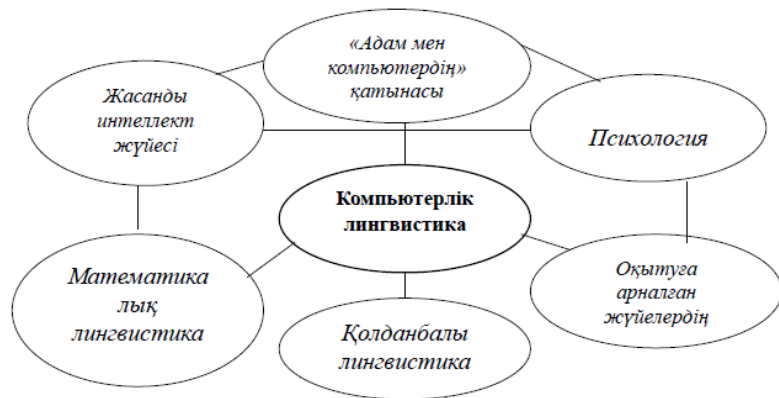 «Адам мен
компьютердің»
қатынасы
Жасанды
интеллект
жүйесі
Психология
Компьютерлік
лингвистика
Математика
лық
лингвистика
Қолданбалы
лингвистика
Оқытуға
арналған
жүйелердің